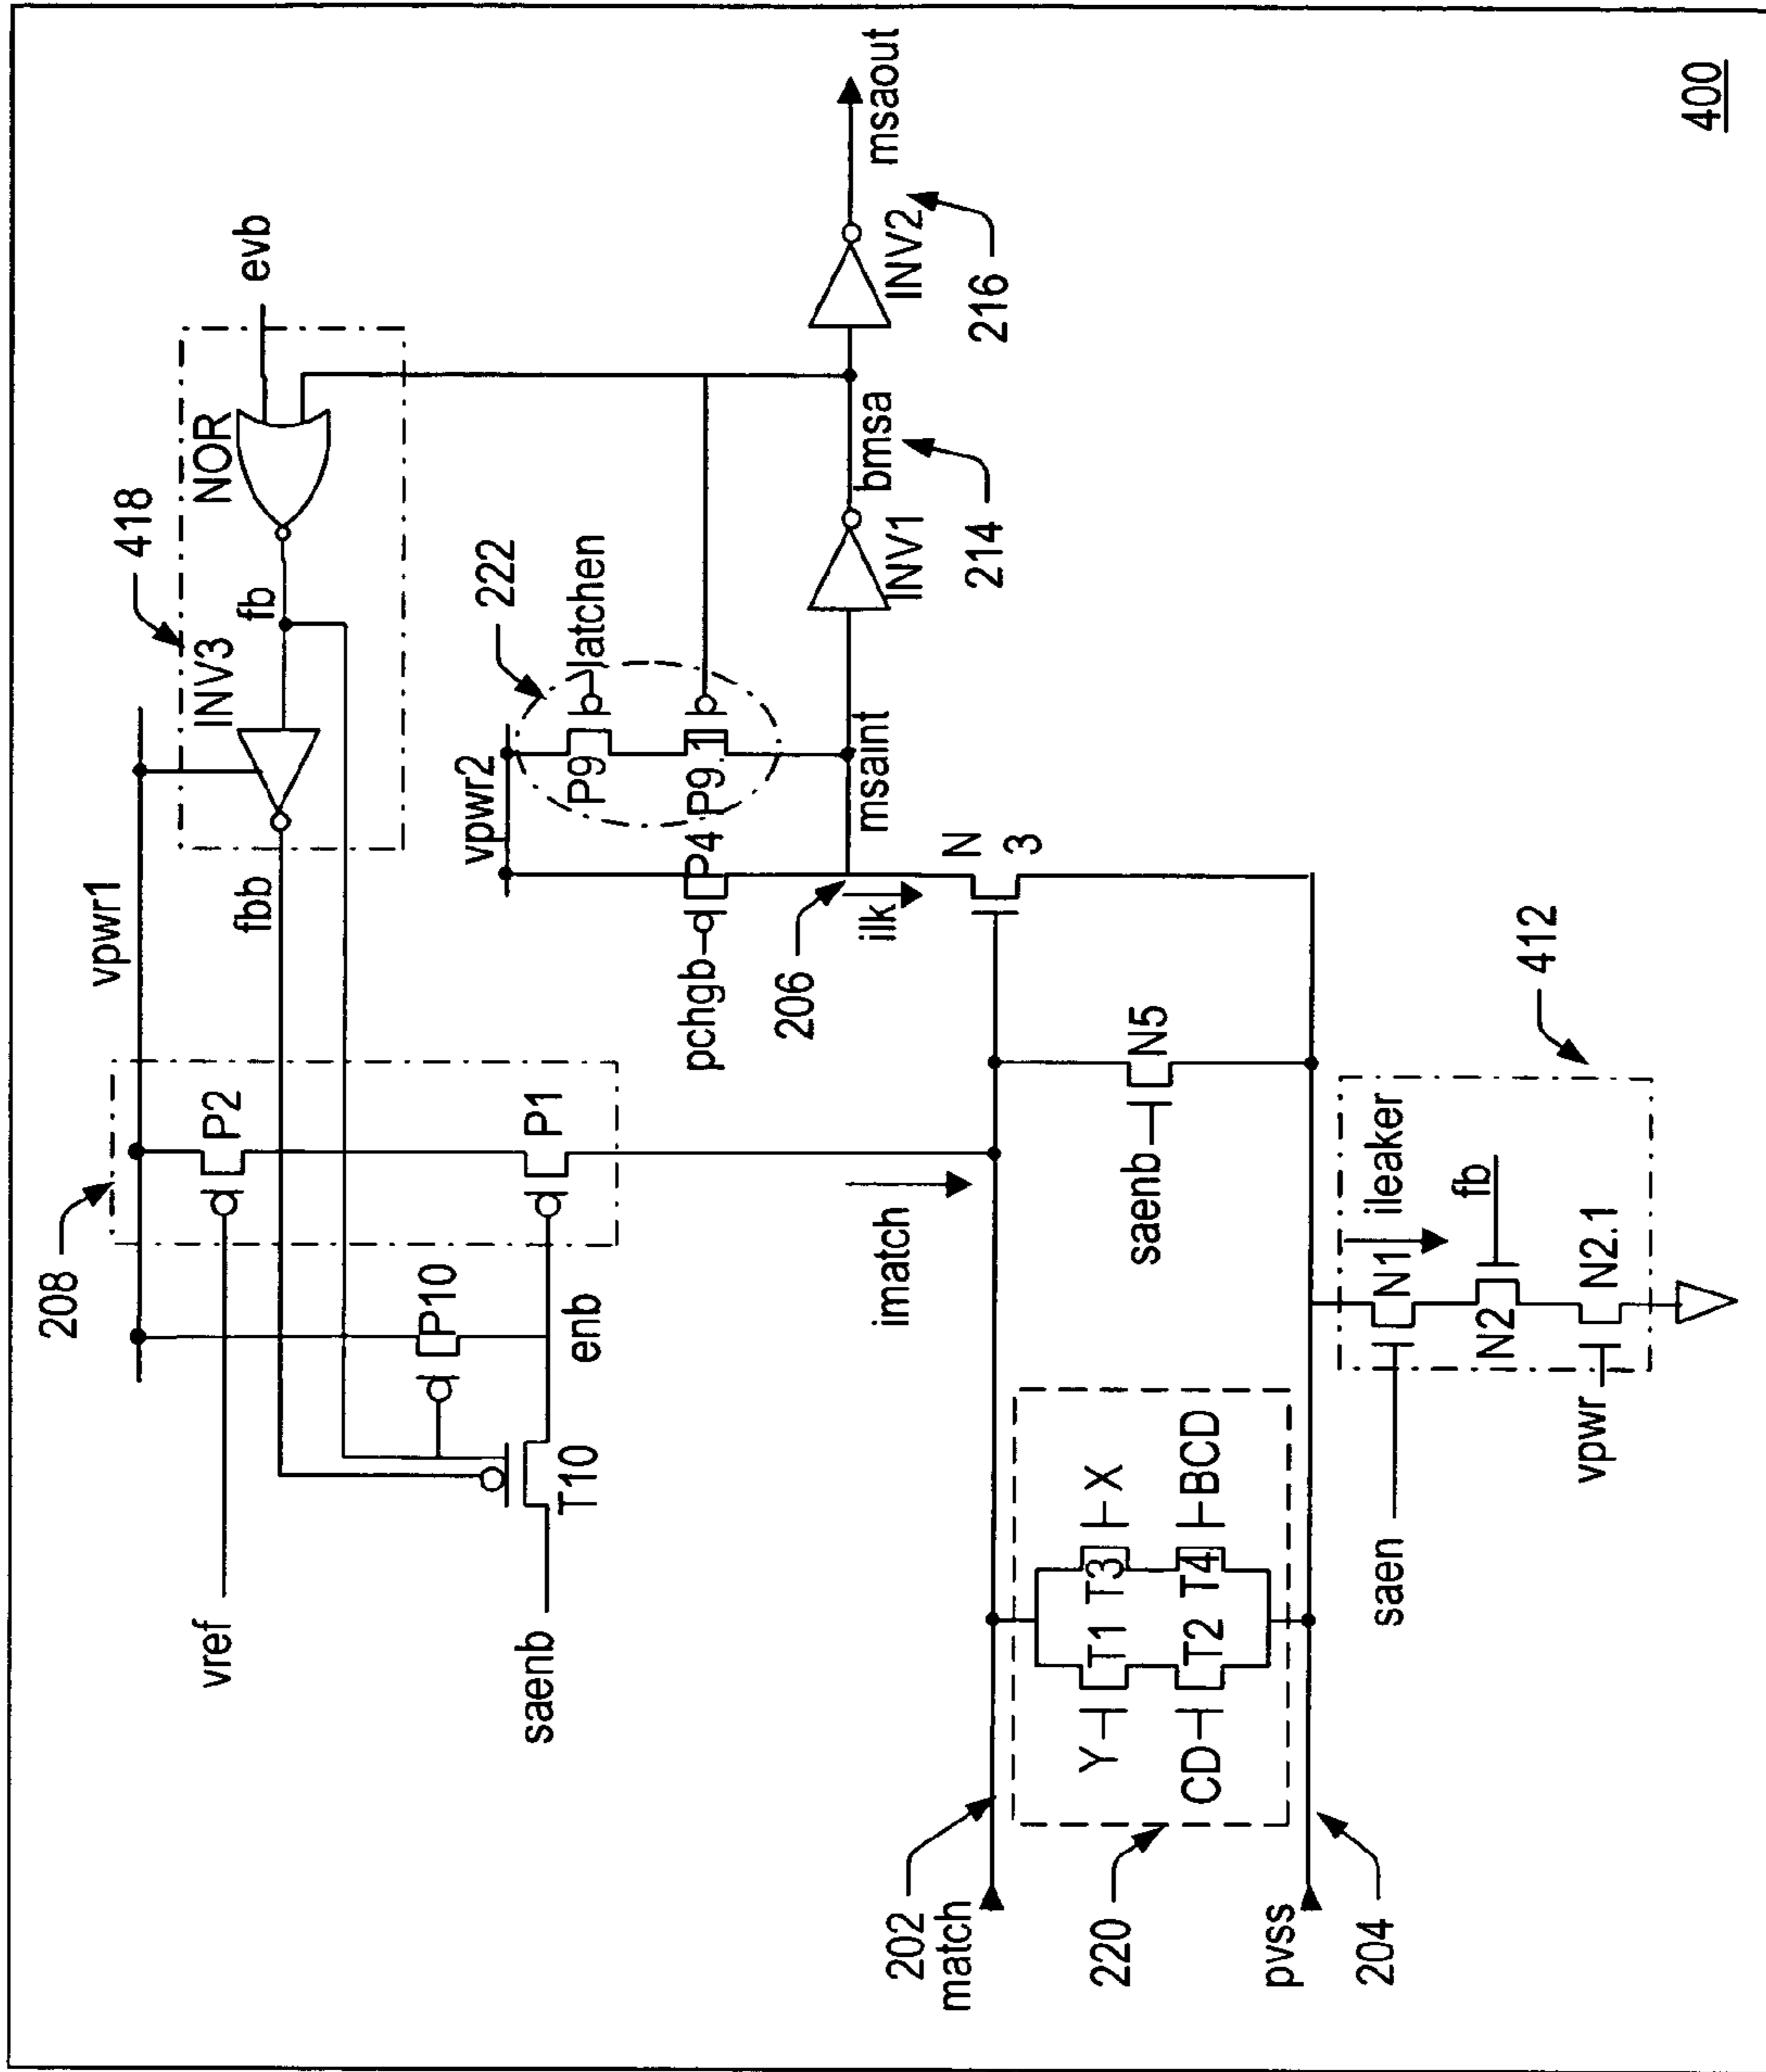 400
418
evb
NOR
fb
INV3
vpwr1
fbb
208
P2
P1
P10
enb
T10
vref
saenb
222
latchen
vpwr2
P9
P9.1
P4
pchgb
206
msaint
ilk
INV1
bmsa
214
INV2
216
msaout
N
3
imatch
saenb
N5
202
match
220
Y
T1
T3
X
CD
T2
T4
BCD
pvss
204
412
ileaker
saen
N1
N2
fb
N2.1
vpwr